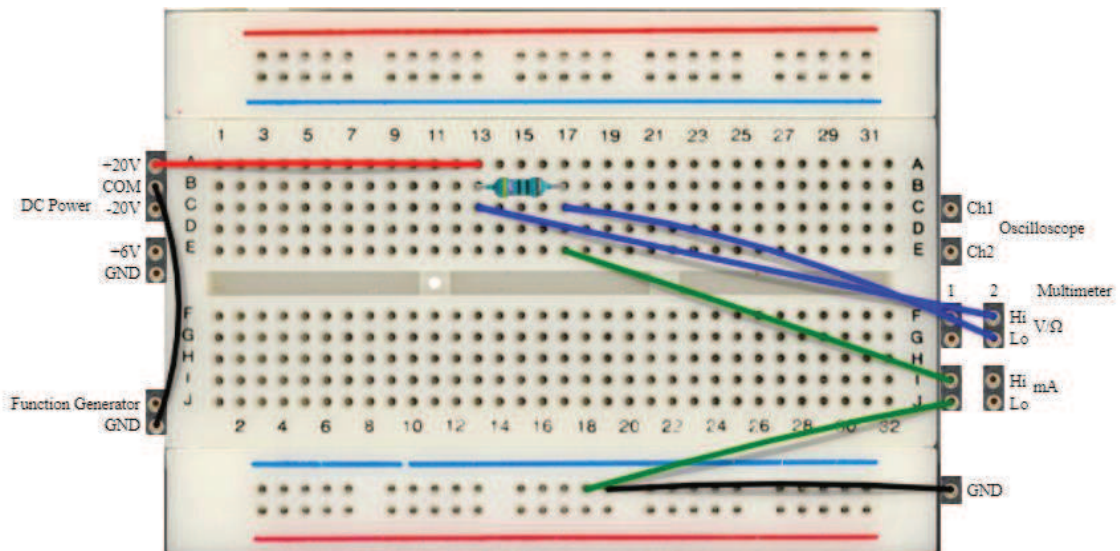 1 3 5 7 9 11 13 15 17 19 21 23 25 27 29 31
A A
+20V
B B
COM
DC Power -20V
C C Ch1
Oscilloscope
D D
+6V
E E Ch2
GND
1 2 Multimeter
F F Hi
V/Ω
G G Lo
H H
I I Hi
mA
J J Lo
Function Generator
GND
2 4 6 8 10 12 14 16 18 20 22 24 26 28 30 32
GND